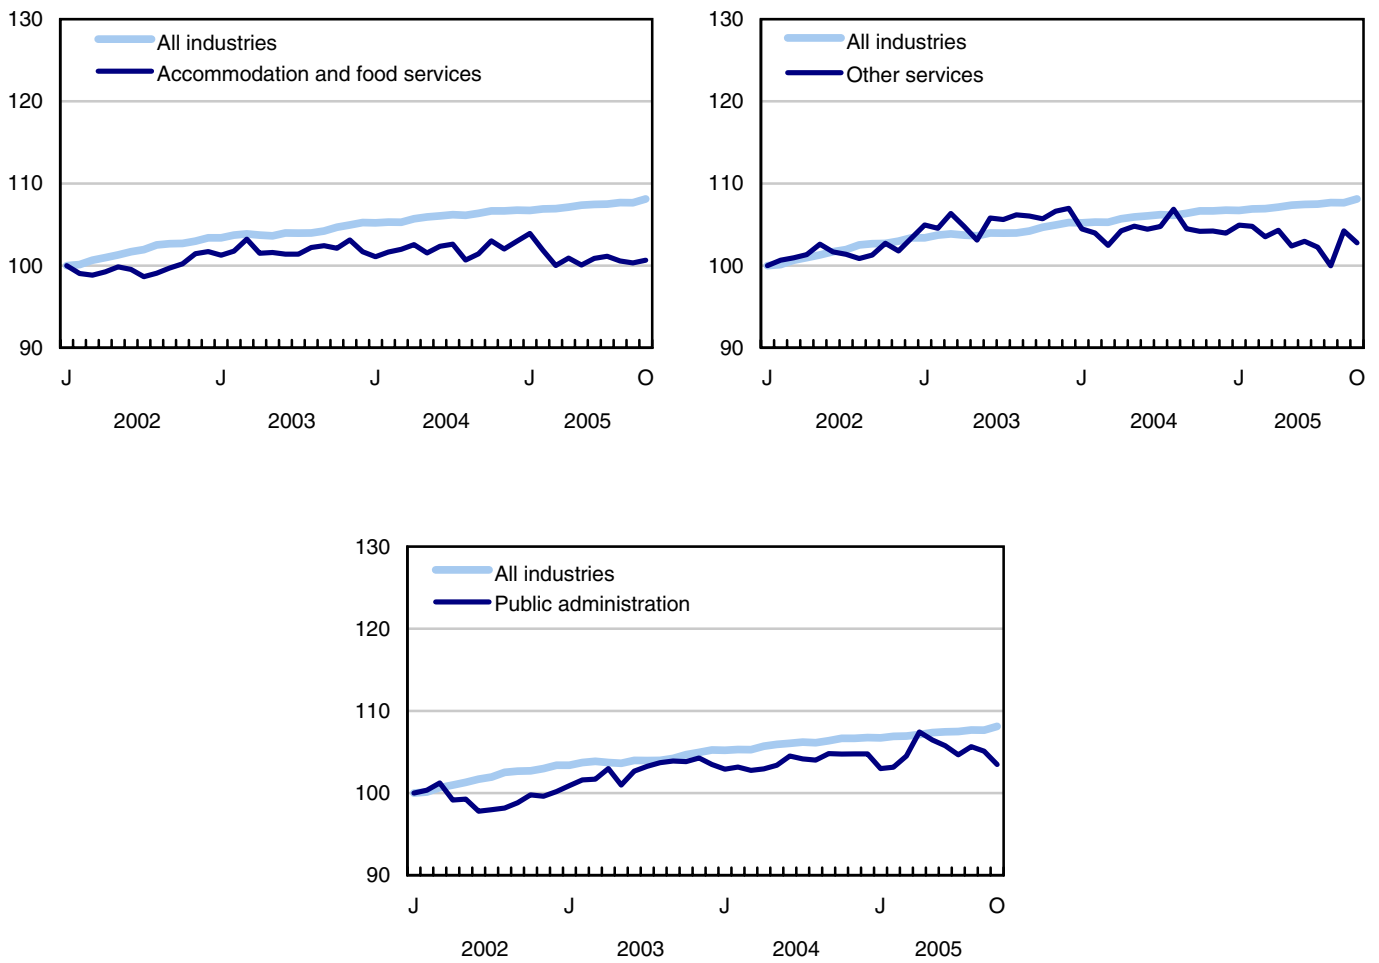 130
All industries
Accommodation and food services
120
110
100
90
J J J J O
2002 2003 2004 2005
130
All industries
Other services
120
110
100
90
J J J J O
2002 2003 2004 2005
130
All industries
Public administration
120
110
100
90
J J J J O
2002 2003 2004 2005